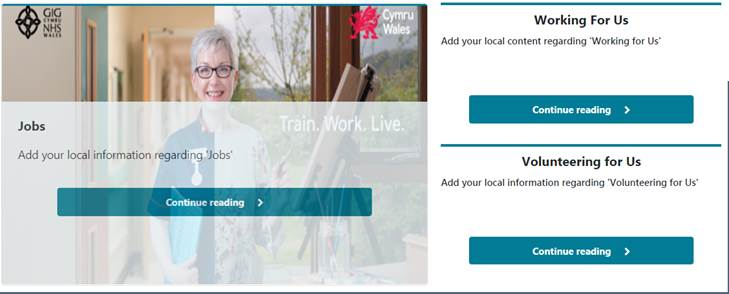 GIG
CYMRU
NHS
WALES
Cymru
Wales
Train. Work. Live.
Jobs
Add your local information regarding 'Jobs'
Continue reading
Working For Us
Add your local content regarding 'Working for Us'
Continue reading
Volunteering for Us
Add your local information regarding 'Volunteering for Us'
Continue reading